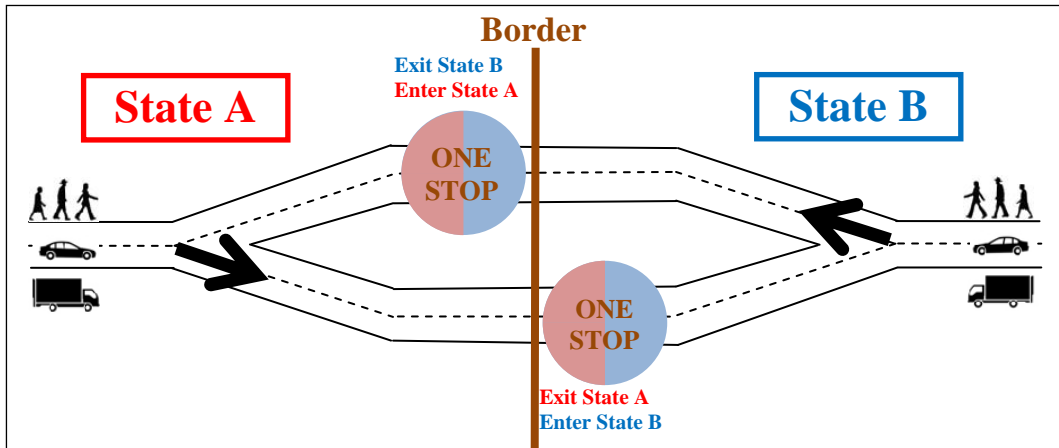 Border
Exit State B
Enter State A
State A
State B
ONE
STOP
ONE
STOP
Exit State A
Enter State B